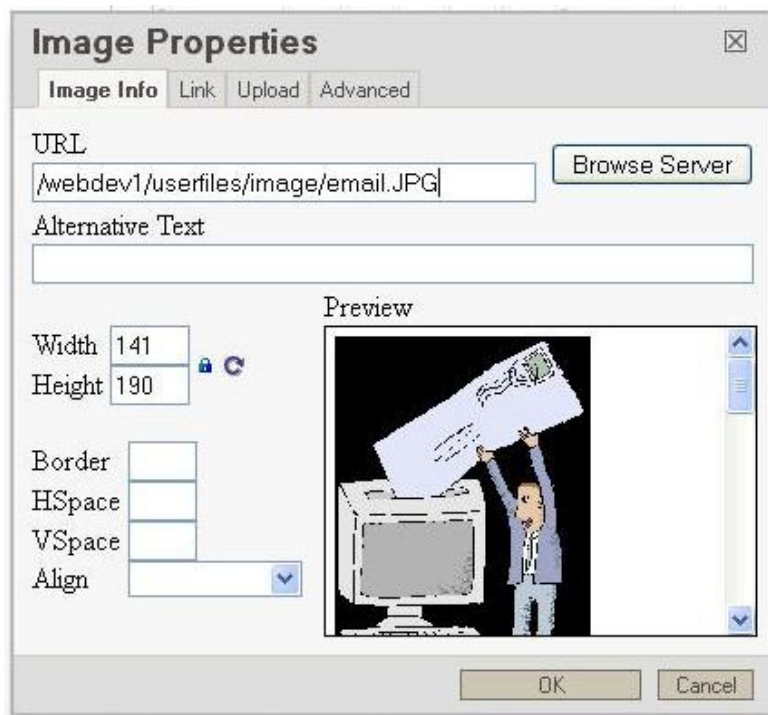 Image Properties
Image Info Link Upload Advanced
URL
/webdev1/userfiles/image/email.JPG
Browse Server
Alternative Text
Preview
Width 141
Height 190
Border
HSpace
VSpace
Align
OK Cancel